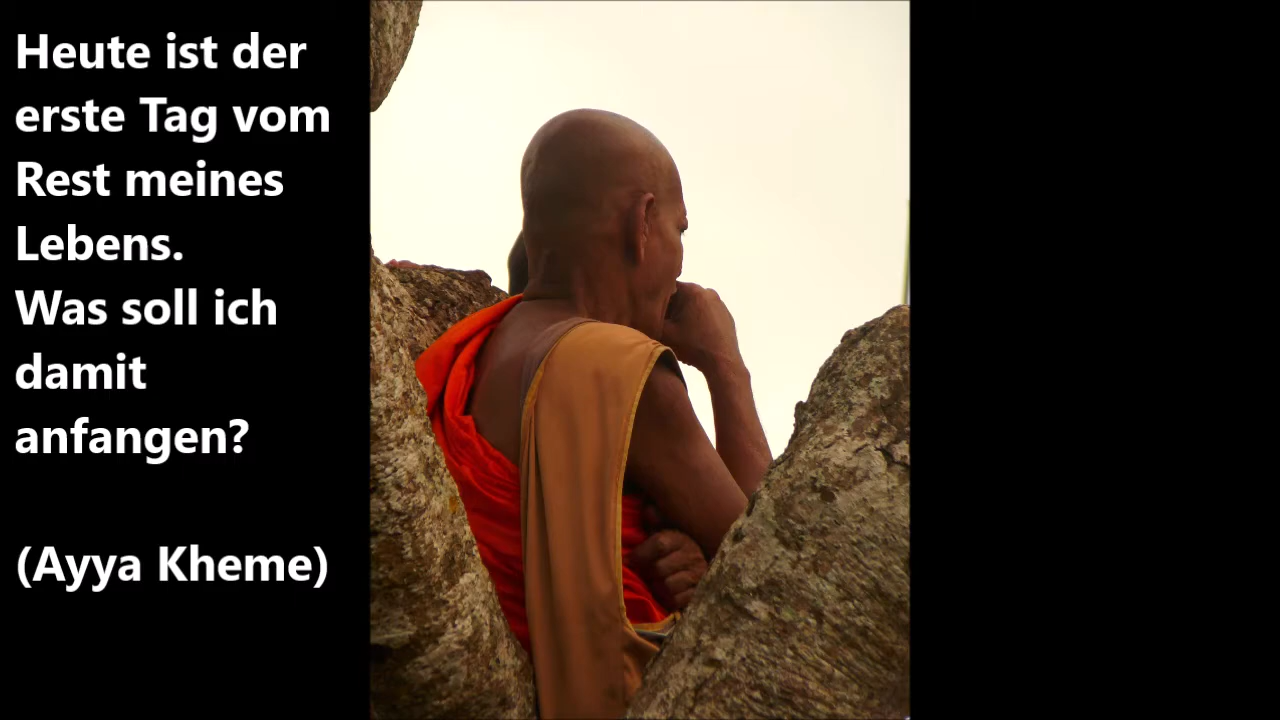 Heute ist der
erste Tag vom
Rest meines
Lebens.
Was soll ich
damit
anfangen?
(Ayya Kheme)